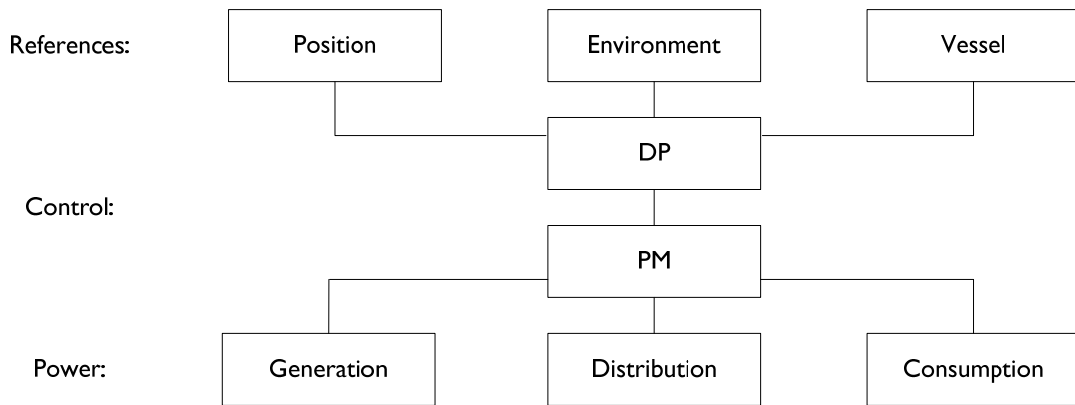 References:
Position
Environment
Vessel
DP
Control:
PM
Power:
Generation
Distribution
Consumption